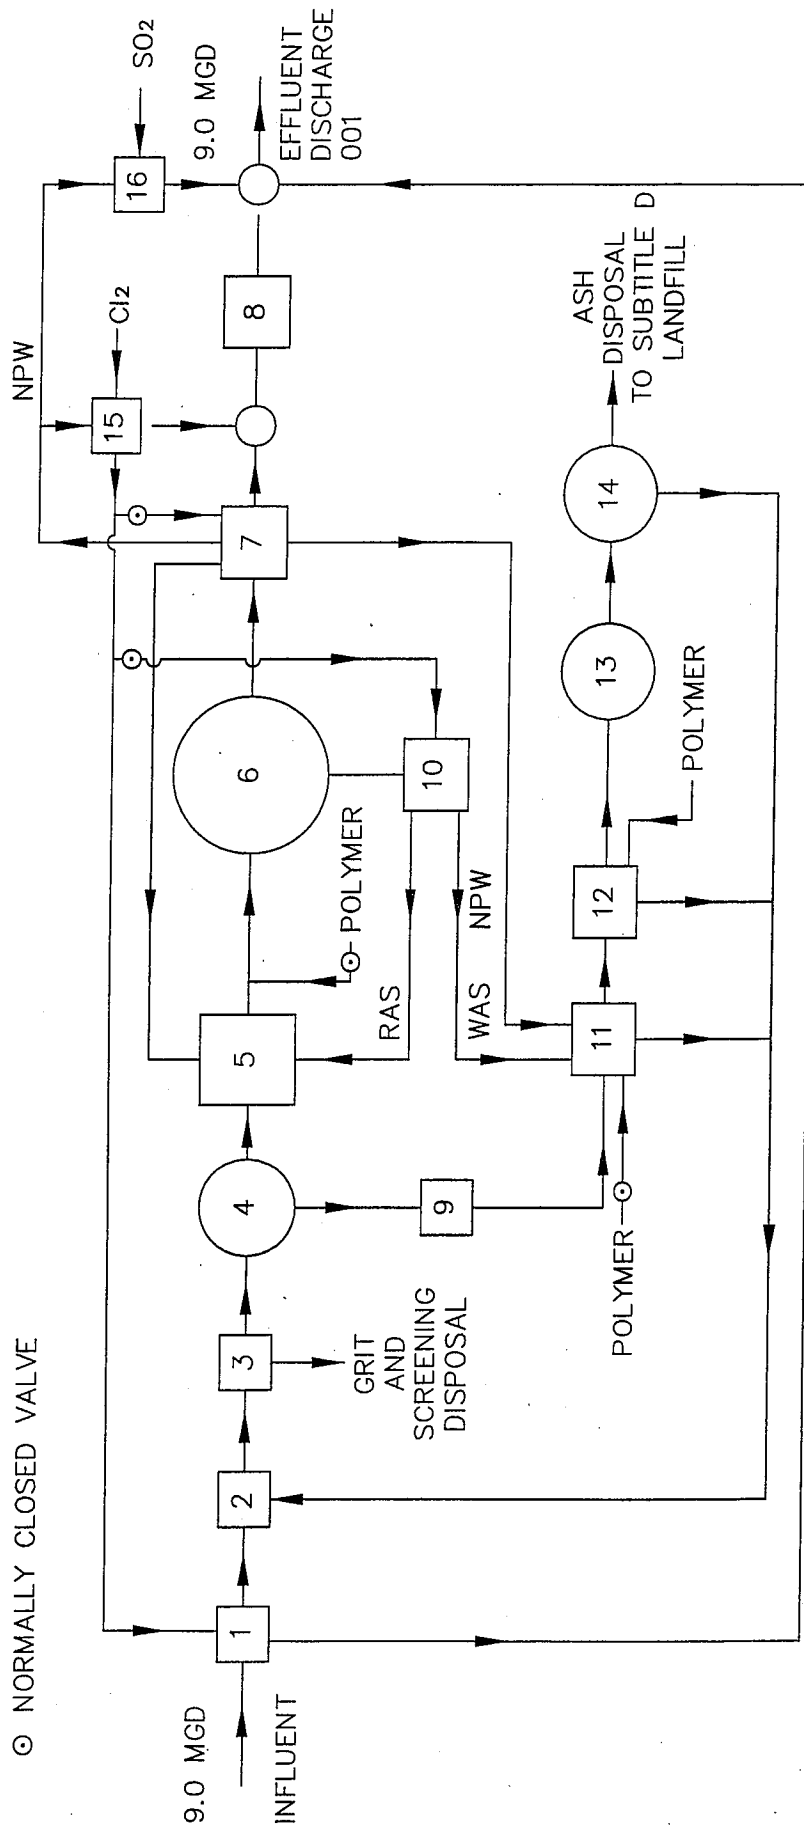 ⊙ NORMALLY CLOSED VALVE
9.0 MGD
INFLUENT
1
2
3
GRIT
AND
SCREENING
DISPOSAL
4
5
6
7
8
9.0 MGD
EFFLUENT
DISCHARGE
001
NPW
15
Cl2
16
SO2
POLYMER
RAS
WAS
NPW
10
9
POLYMER
11
12
POLYMER
13
14
ASH
DISPOSAL
TO SUBTITLE D
LANDFILL